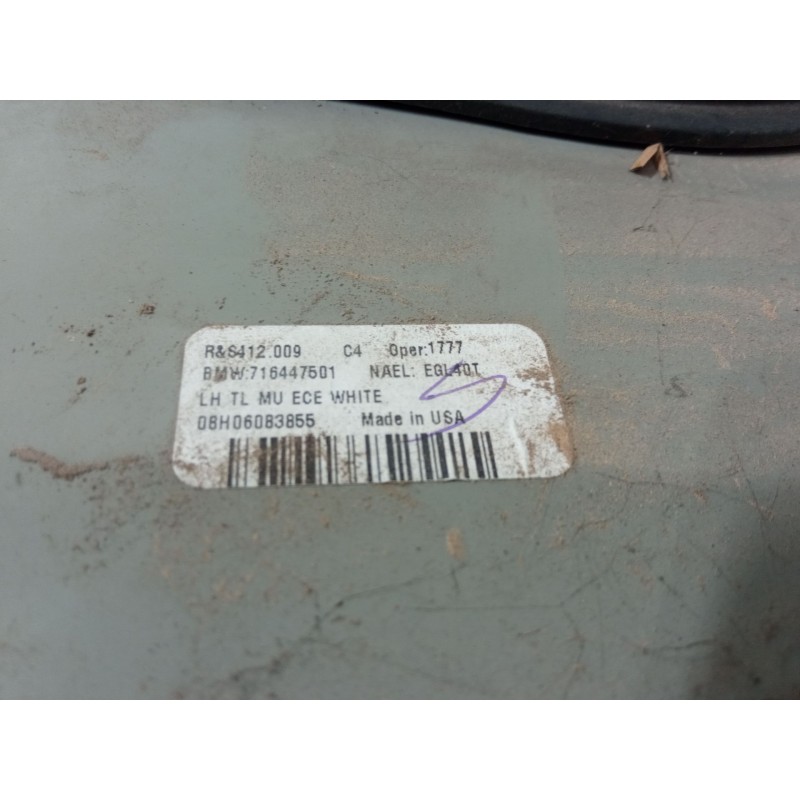 R&S412.009 C4 Oper:1777
BMW:716447501 NAEL: EGL40T
LH TL MU ECE WHITE
08H06083855 Made in USA